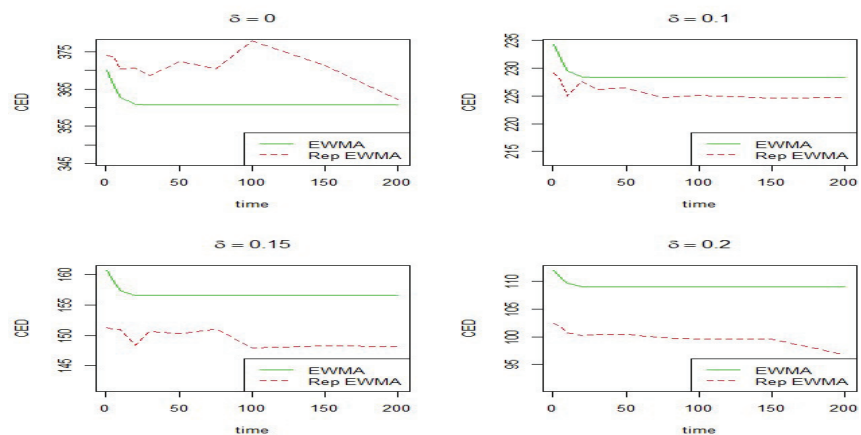 δ = 0
CED
375
365
355
345
EWMA
Rep EWMA
0 50 100 150 200
time
δ = 0.1
CED
235
230
225
220
215
EWMA
Rep EWMA
0 50 100 150 200
time
δ = 0.15
CED
160
155
150
145
EWMA
Rep EWMA
0 50 100 150 200
time
δ = 0.2
CED
110
105
100
95
EWMA
Rep EWMA
0 50 100 150 200
time